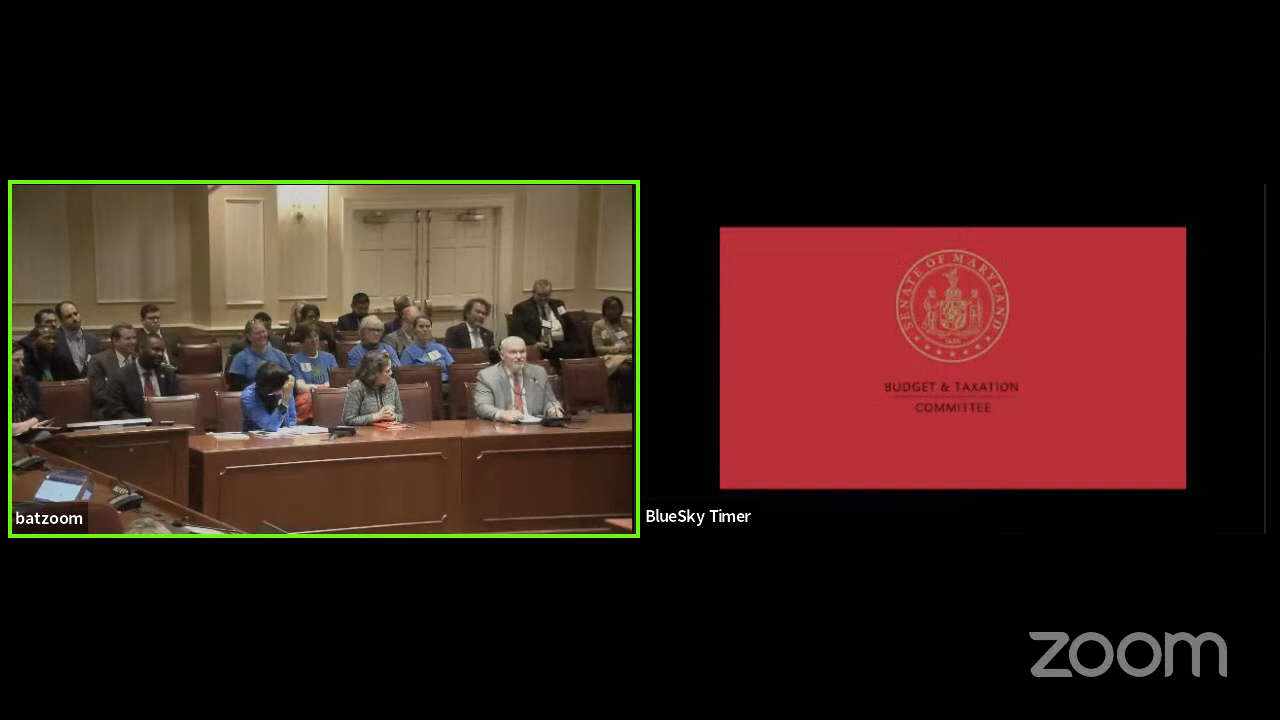 SENATE OF MARYLAND
BUDGET & TAXATION
COMMITTEE
batzoom
BlueSky Timer
zoom